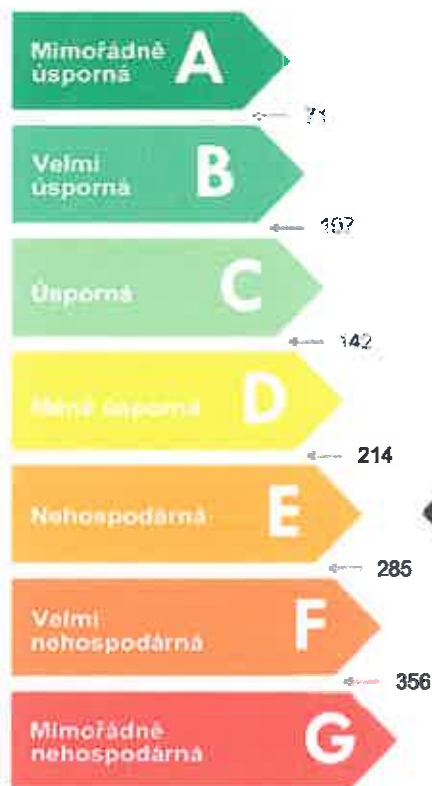 Mimořádně
úsporná
A
71
Velmi
úsporná
B
107
Úsporná
C
142
Méně úsporná
D
214
Nehospodárná
E
285
Velmi
nehospodárná
F
356
Mimořádně
nehospodárná
G